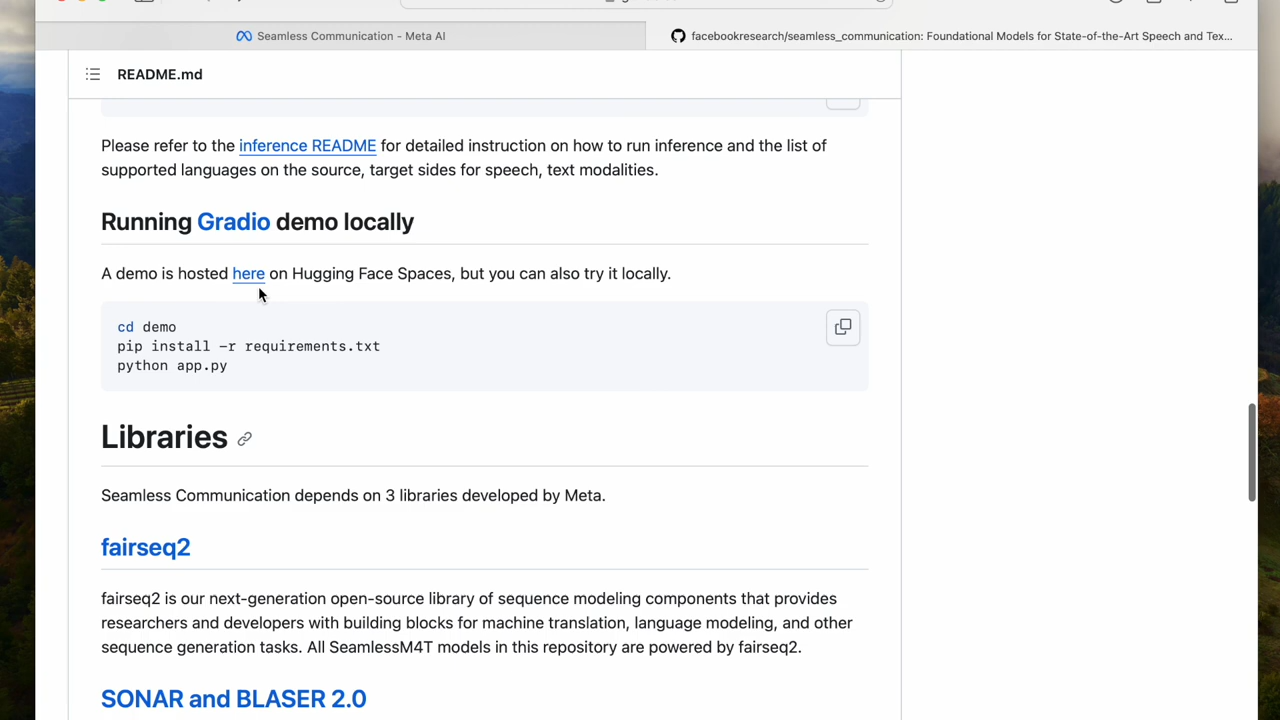 Seamless Communication - Meta AI
facebookresearch/seamless_communication: Foundational Models for State-of-the-Art Speech and Tex...
README.md
Please refer to the inference README for detailed instruction on how to run inference and the list of
supported languages on the source, target sides for speech, text modalities.
Running Gradio demo locally
A demo is hosted here on Hugging Face Spaces, but you can also try it locally.
cd demo
pip install -r requirements.txt
python app.py
Libraries
Seamless Communication depends on 3 libraries developed by Meta.
fairseq2
fairseq2 is our next-generation open-source library of sequence modeling components that provides
researchers and developers with building blocks for machine translation, language modeling, and other
sequence generation tasks. All SeamlessM4T models in this repository are powered by fairseq2.
SONAR and BLASER 2.0